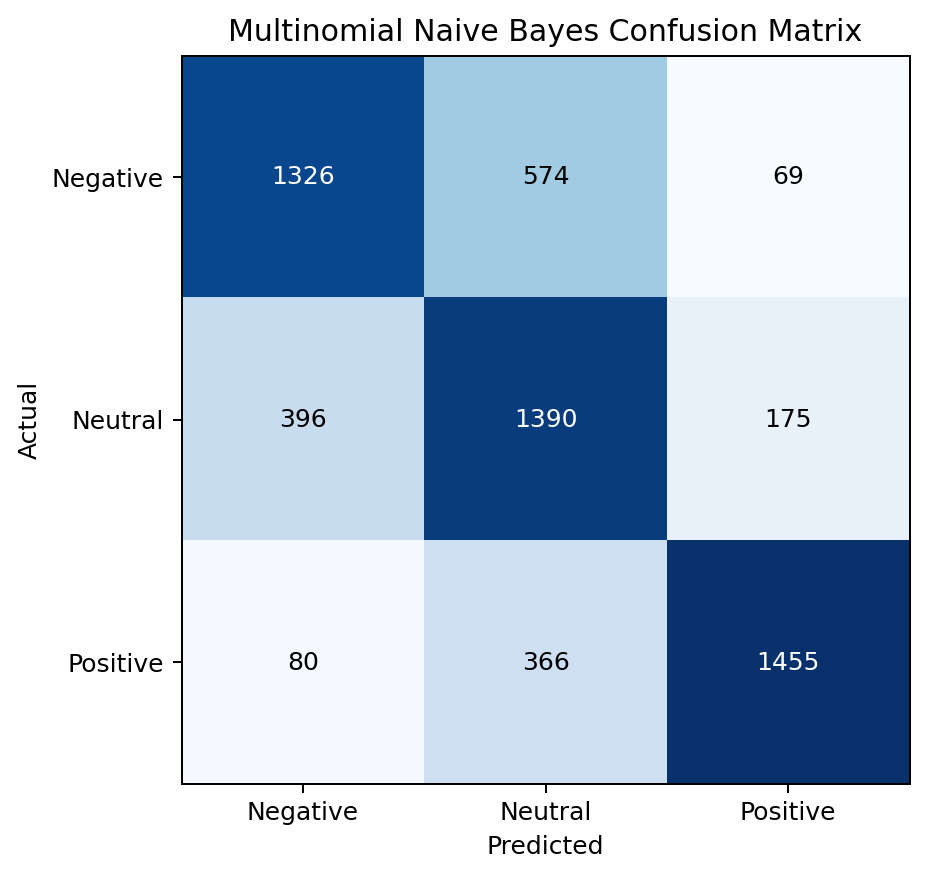 Multinomial Naive Bayes Confusion Matrix
Actual
Negative 1326 574 69
Neutral 396 1390 175
Positive 80 366 1455
Negative Neutral Positive
Predicted